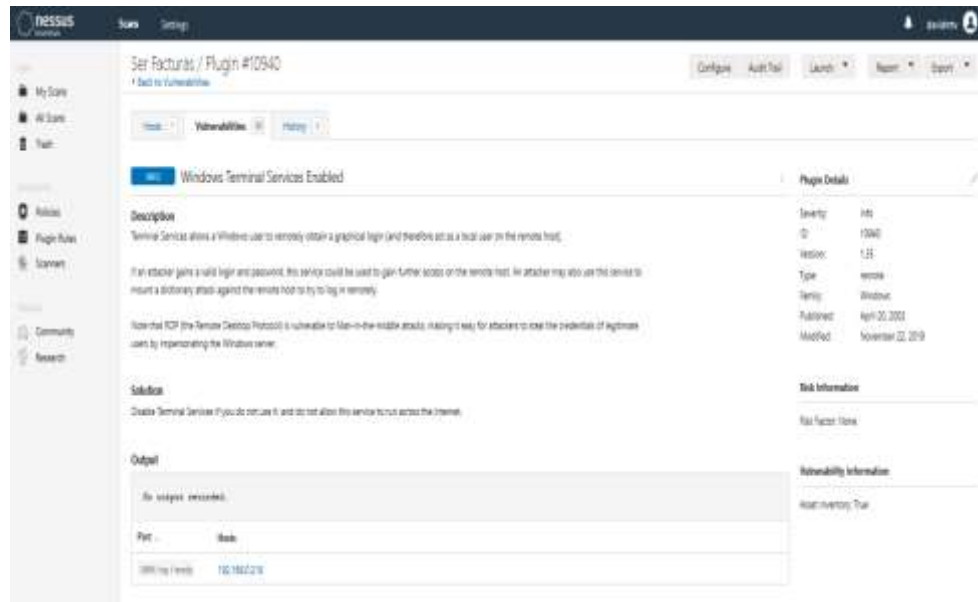 nessus
Scans Settings
Ser Facturas / Plugin #10940
Back to Vulnerabilities
Configure Audit Trail Launch Report Export
My Scans
All Scans
Trash
Policies
Plugin Rules
Scanners
Community
Research
Hosts Vulnerabilities History
INFO Windows Terminal Services Enabled
Description
Terminal Services allows a Windows user to remotely obtain a graphical login (and therefore act as a local user on the remote host).
If an attacker gains a valid login and password, this service could be used to gain further access on the remote host. An attacker may also use this service to
mount a dictionary attack against the remote host to try to log in remotely.
Note that RDP (the Remote Desktop Protocol) is vulnerable to Man-in-the-middle attacks, making it easy for attackers to steal the credentials of legitimate
users by impersonating the Windows server.
Solution
Disable Terminal Services if you do not use it, and do not allow this service to run across the Internet.
Output
No output recorded.
Port Hosts
Plugin Details
Severity: Info
ID: 10940
Version: 1.35
Type: remote
Family: Windows
Published: April 20, 2002
Modified: November 22, 2019
Risk Information
Risk Factor: None
Vulnerability Information
Asset Inventory: True